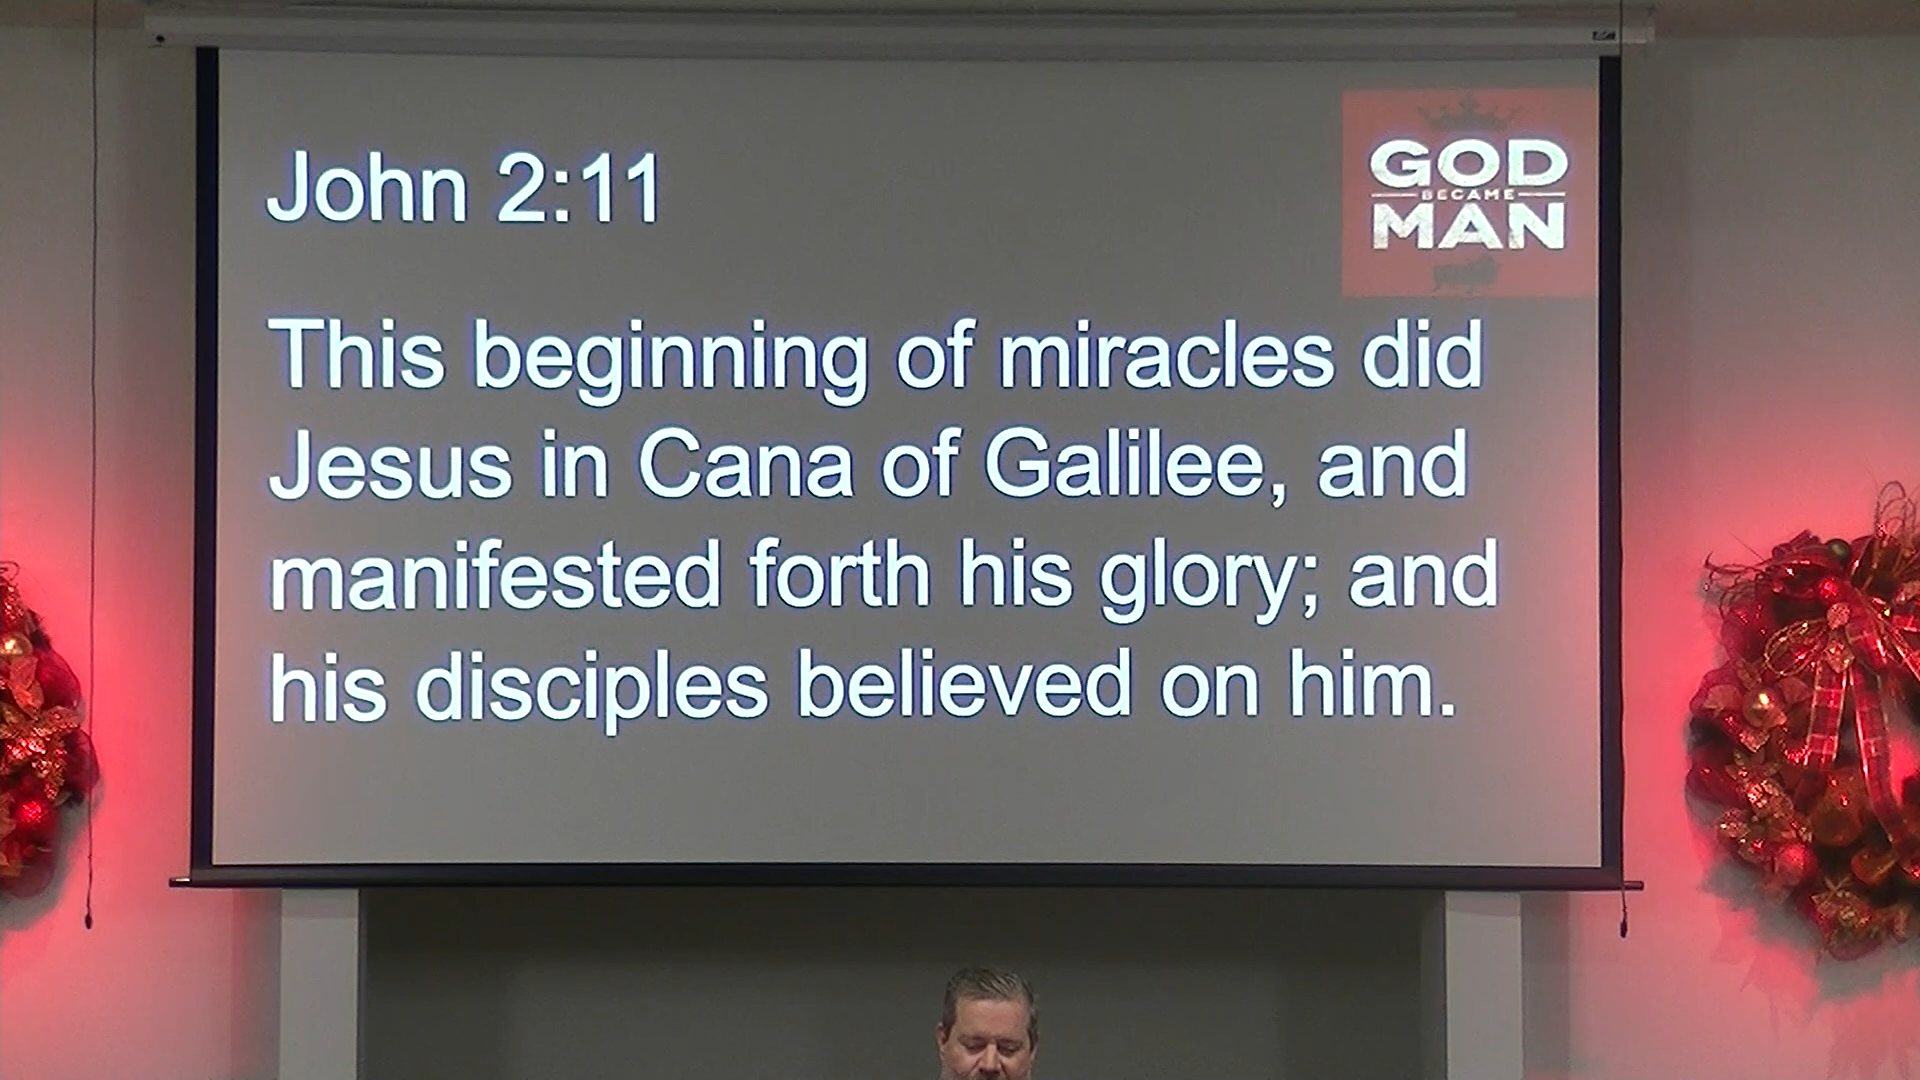 John 2:11
GOD
BECAME
MAN
This beginning of miracles did
Jesus in Cana of Galilee, and
manifested forth his glory; and
his disciples believed on him.